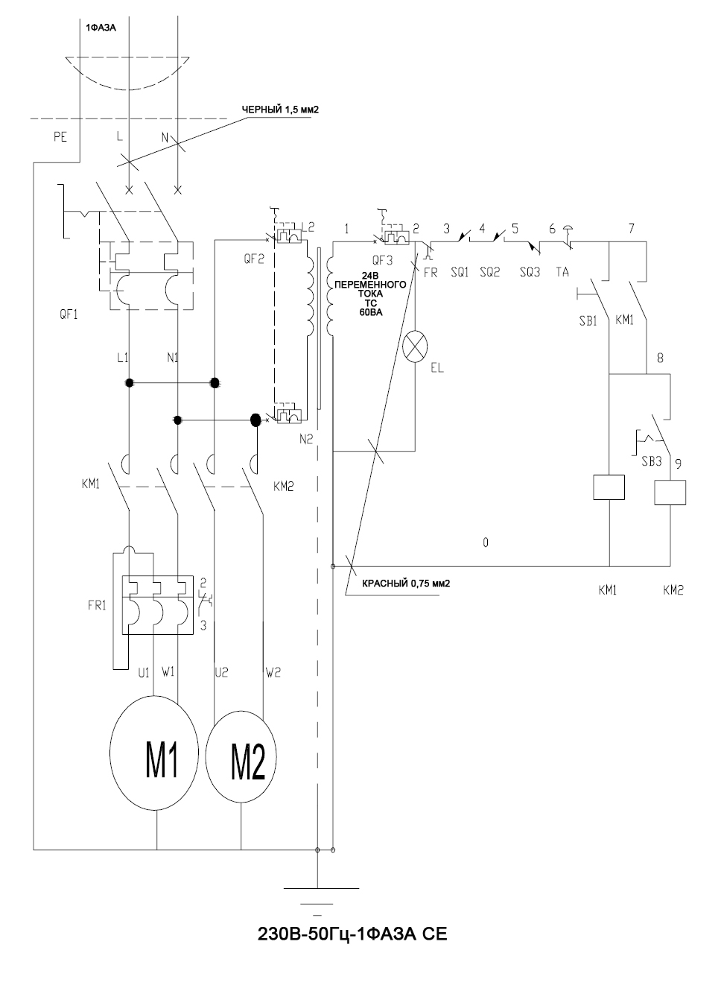 1ФАЗА
ЧЕРНЫЙ 1,5 мм2
PE
L
N
L2
1
2
3
4
5
6
7
QF2
QF3
FR
SQ1
SQ2
SQ3
TA
24В
ПЕРЕМЕННОГО
ТОКА
ТС
60ВА
QF1
SB1
KM1
L1
N1
8
EL
N2
SB3
9
KM1
KM2
0
КРАСНЫЙ 0,75 мм2
KM1
KM2
2
FR1
3
U1
W1
U2
W2
M1
M2
230В-50Гц-1ФАЗА CE